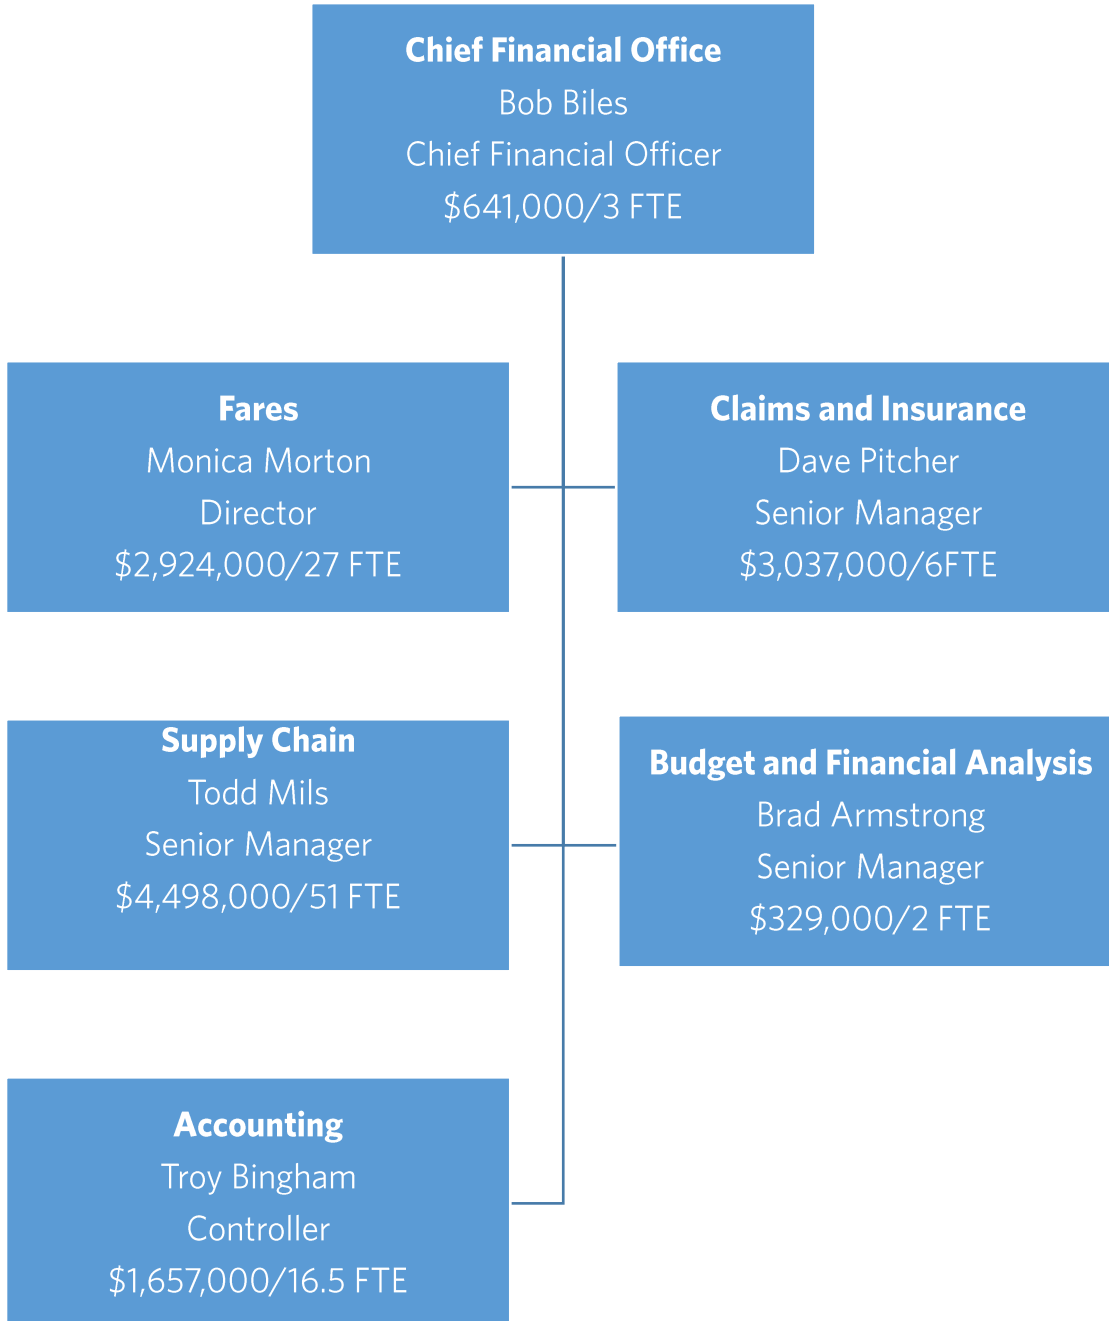 Chief Financial Office
Bob Biles
Chief Financial Officer
$641,000/3 FTE
Fares
Monica Morton
Director
$2,924,000/27 FTE
Claims and Insurance
Dave Pitcher
Senior Manager
$3,037,000/6FTE
Supply Chain
Todd Mils
Senior Manager
$4,498,000/51 FTE
Budget and Financial Analysis
Brad Armstrong
Senior Manager
$329,000/2 FTE
Accounting
Troy Bingham
Controller
$1,657,000/16.5 FTE